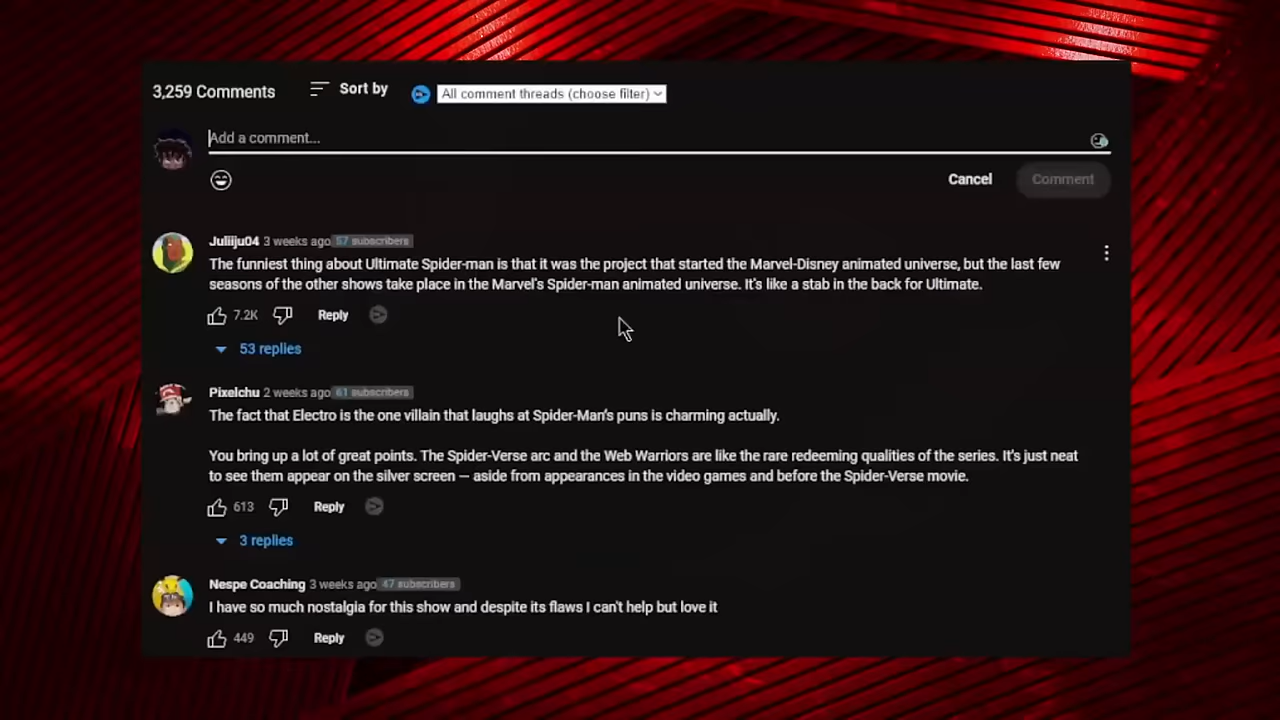 3,259 Comments Sort by All comment threads (choose filter)
Add a comment...
Cancel Comment
Juliiju04 3 weeks ago 57 subscribers
The funniest thing about Ultimate Spider-man is that it was the project that started the Marvel-Disney animated universe, but the last few
seasons of the other shows take place in the Marvel's Spider-man animated universe. It's like a stab in the back for Ultimate.
7.2K Reply
53 replies
Pixelchu 2 weeks ago 61 subscribers
The fact that Electro is the one villain that laughs at Spider-Man's puns is charming actually.
You bring up a lot of great points. The Spider-Verse arc and the Web Warriors are like the rare redeeming qualities of the series. It's just neat
to see them appear on the silver screen — aside from appearances in the video games and before the Spider-Verse movie.
613 Reply
3 replies
Nespe Coaching 3 weeks ago 47 subscribers
I have so much nostalgia for this show and despite its flaws I can't help but love it
449 Reply